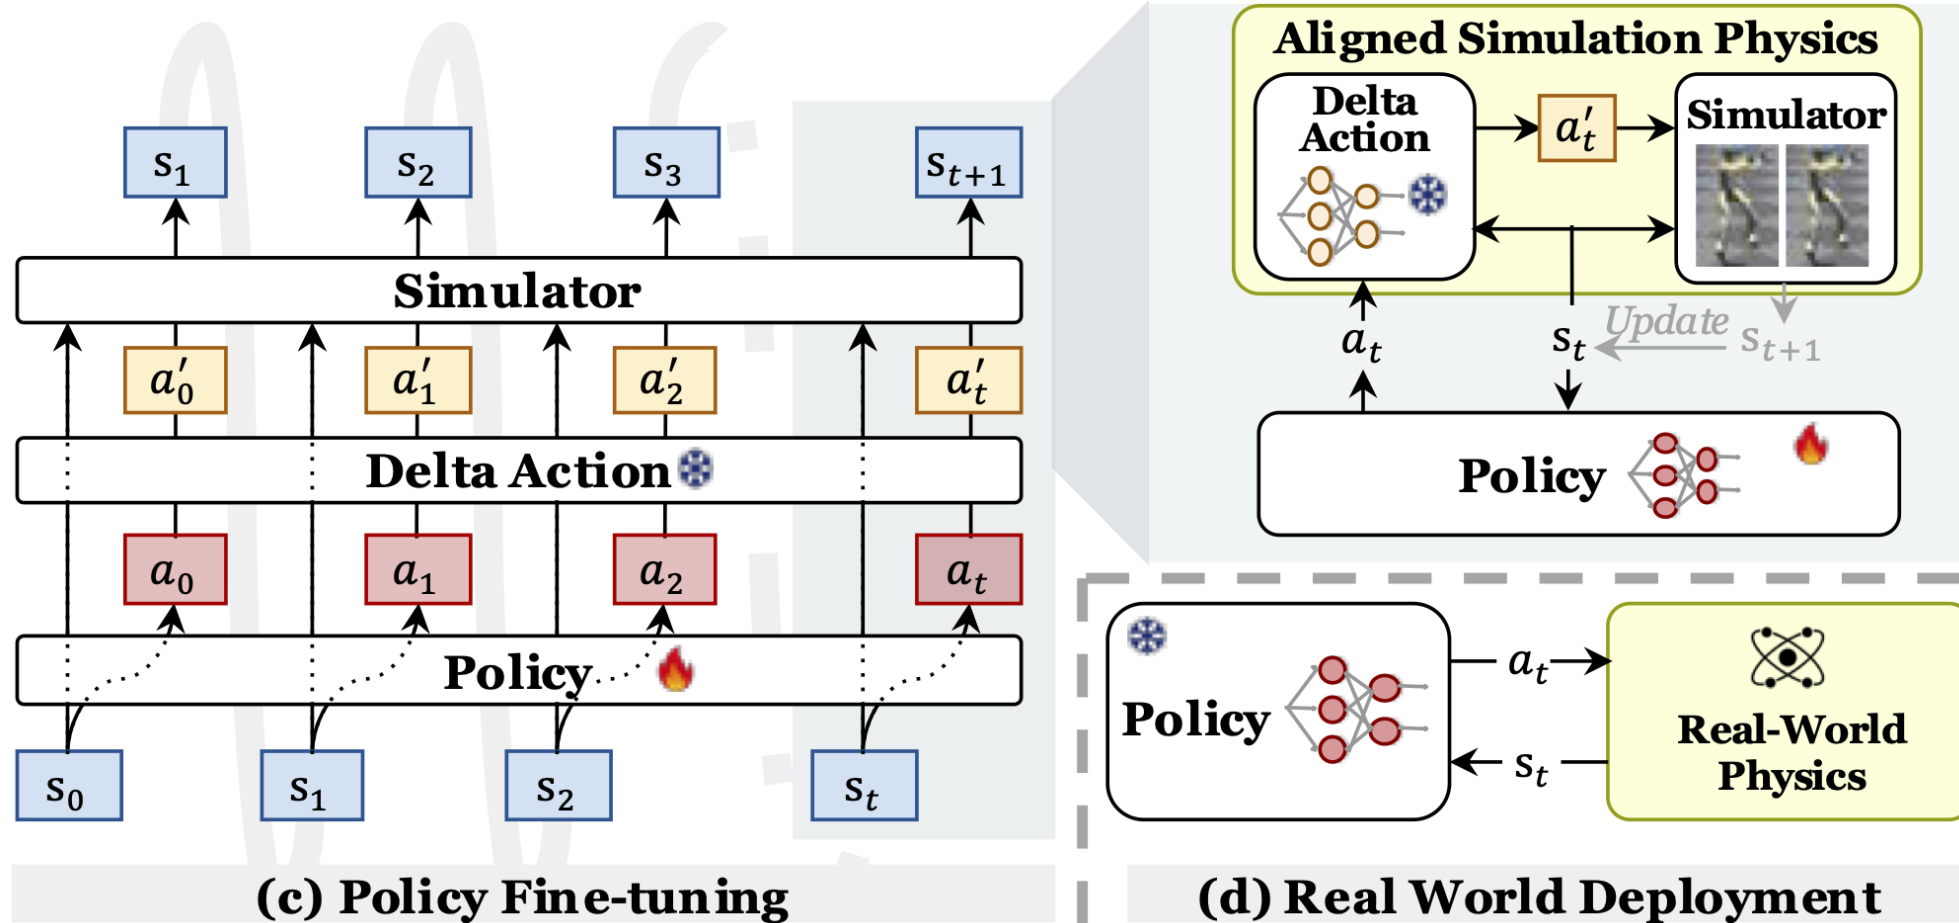 s₁ s₂ s₃ sₜ₊₁
Simulator
a′₀ a′₁ a′₂ a′ₜ
Delta Action
a₀ a₁ a₂ aₜ
Policy
s₀ s₁ s₂ sₜ
(c) Policy Fine-tuning
Aligned Simulation Physics
Delta
Action
a′ₜ
Simulator
aₜ
sₜ
Update
sₜ₊₁
Policy
Policy
aₜ
sₜ
Real-World
Physics
(d) Real World Deployment